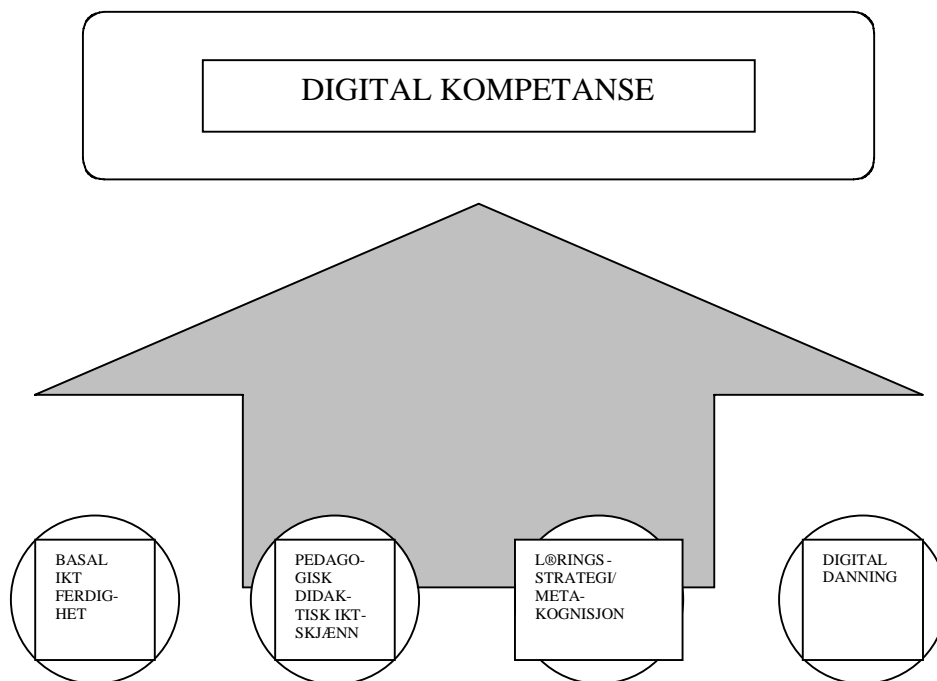 DIGITAL KOMPETANSE
BASAL
IKT
FERDIG-
HET
PEDAGO-
GISK
DIDAK-
TISK IKT-
SKJÆNN
L®RINGS-
STRATEGI/
META-
KOGNISJON
DIGITAL
DANNING